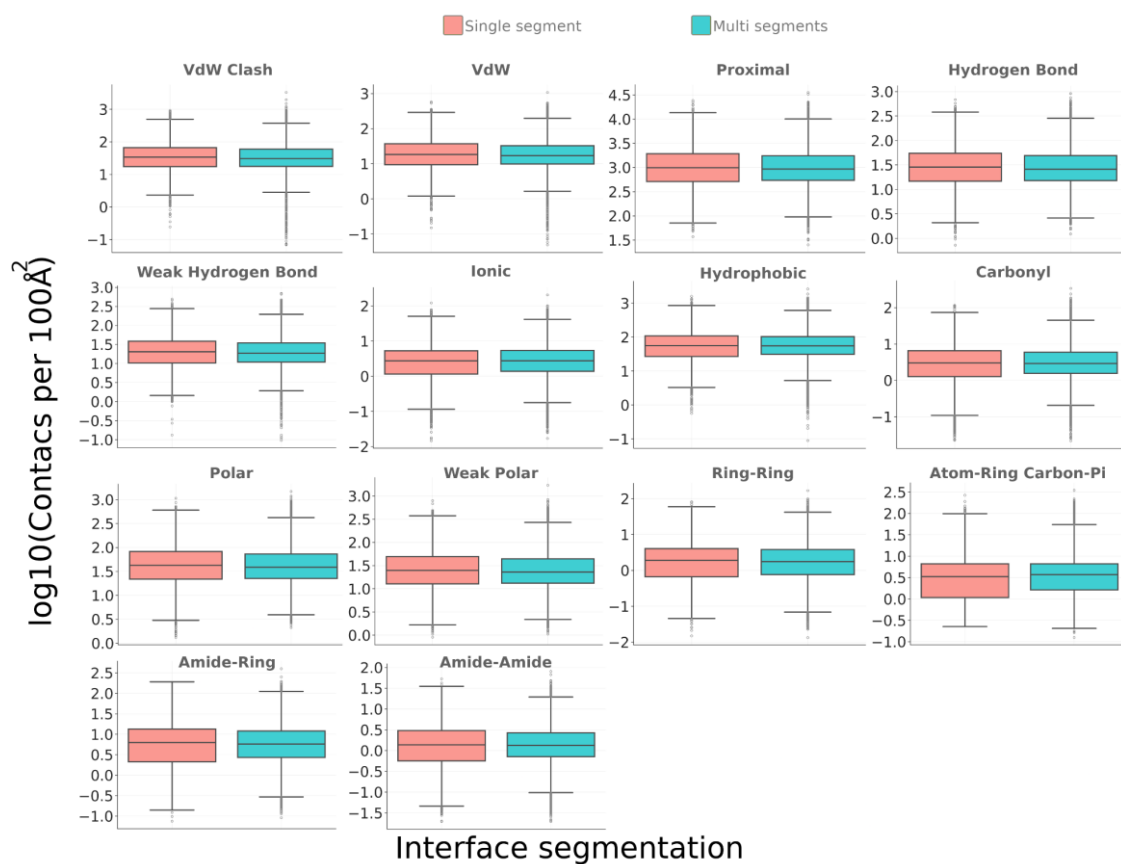 Single segment Multi segments
VdW Clash VdW Proximal Hydrogen Bond
3 3 4.5 3.0
2 2 4.0 2.5
1 1 3.5 2.0
0 0 3.0 1.5
−1 −1 2.5 1.0
2.0 0.5
1.5 0.0
log10(Contacs per 100Å²)
Weak Hydrogen Bond Ionic Hydrophobic Carbonyl
3.0 2 3 2
2.5 1 2 1
2.0 0 1 0
1.5 −1 0 −1
1.0 −2 −1
0.5
0.0
−0.5
−1.0
Polar Weak Polar Ring-Ring Atom-Ring Carbon-Pi
3.0 3.0 2 2.5
2.5 2.5 1 2.0
2.0 2.0 0 1.5
1.5 1.5 −1 1.0
1.0 1.0 −2 0.5
0.5 0.5 0.0
0.0 0.0 −0.5
−1.0
Amide-Ring Amide-Amide
2.5 2.0
2.0 1.5
1.5 1.0
1.0 0.5
0.5 0.0
0.0 −0.5
−0.5 −1.0
−1.0 −1.5
Interface segmentation